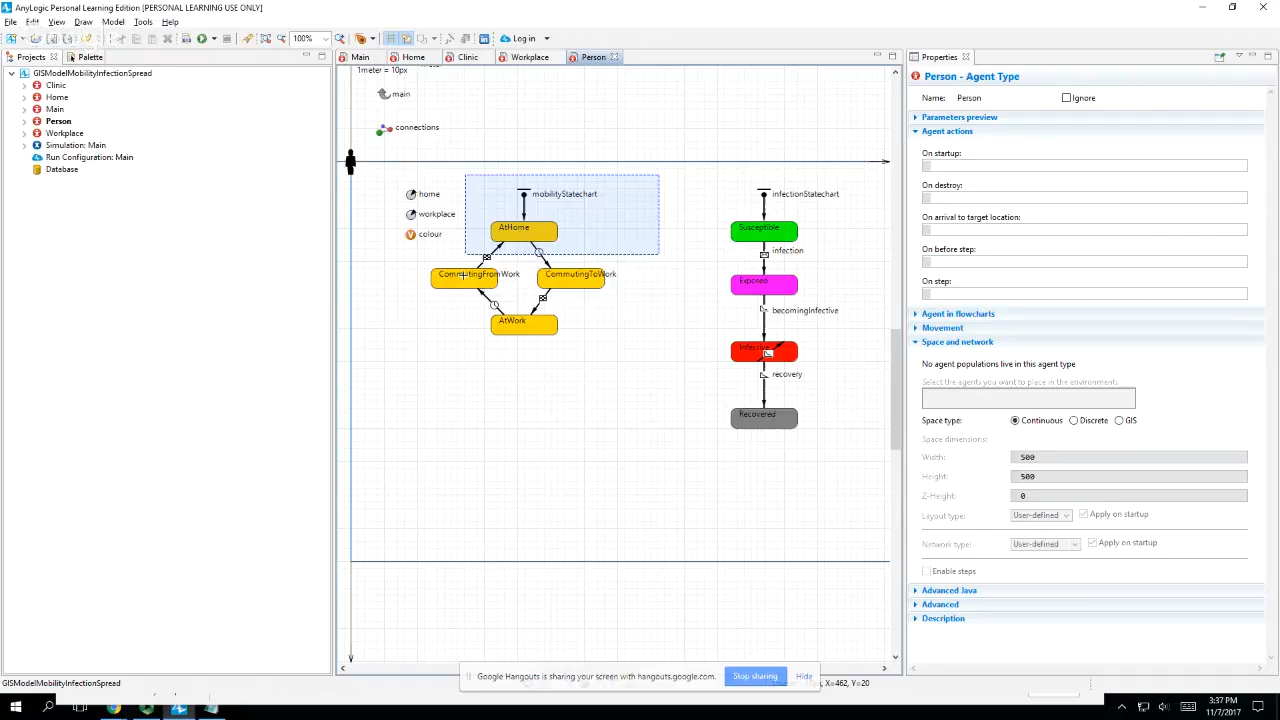 AnyLogic Personal Learning Edition [PERSONAL LEARNING USE ONLY]
File Edit View Draw Model Tools Help
100% Log in
Projects Palette
Main Home Clinic Workplace Person
Properties
GISModelMobilityInfectionSpread
Clinic
Home
Main
Person
Workplace
Simulation: Main
Run Configuration: Main
Database
1meter = 10px
main
connections
home
workplace
colour
mobilityStatechart
AtHome
CommutingFromWork
CommutingToWork
AtWork
infectionStatechart
Susceptible
infection
Exposed
becomingInfective
Infective
recovery
Recovered
Person - Agent Type
Name: Person Ignore
Parameters preview
Agent actions
On startup:
On destroy:
On arrival to target location:
On before step:
On step:
Agent in flowcharts
Movement
Space and network
No agent populations live in this agent type
Select the agents you want to place in the environment:
Space type: Continuous Discrete GIS
Space dimensions:
Width: 500
Height: 500
Z-Height: 0
Layout type: User-defined Apply on startup
Network type: User-defined Apply on startup
Enable steps
Advanced Java
Advanced
Description
Google Hangouts is sharing your screen with hangouts.google.com. Stop sharing Hide
GISModelMobilityInfectionSpread
X=462, Y=20
3:37 PM
11/7/2017